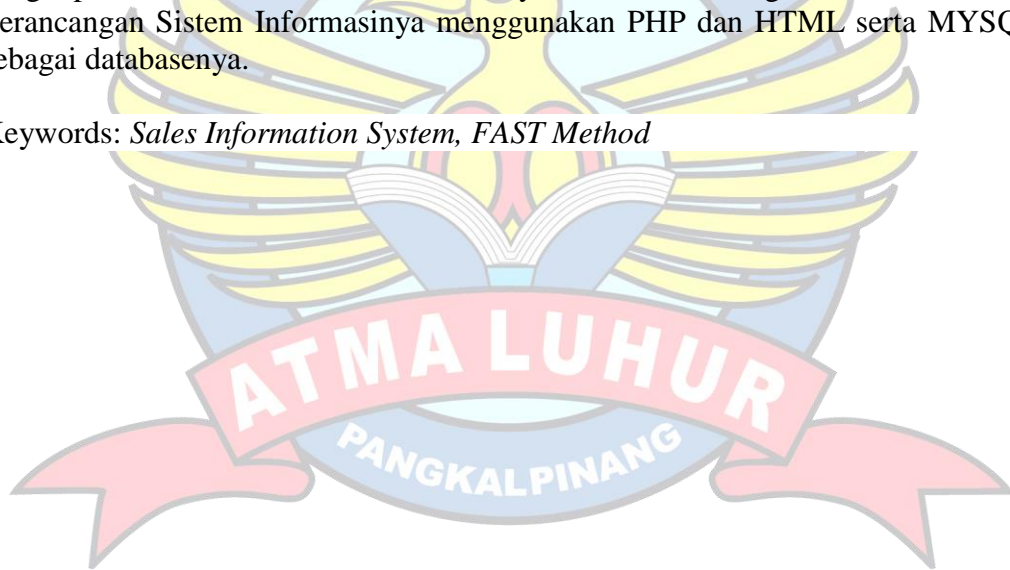 erancangan Sistem Informasinya menggunakan PHP dan HTML serta MYSQ
ebagai databasenya.
Keywords: Sales Information System, FAST Method
ATMA LUHUR
PANGKALPINANG